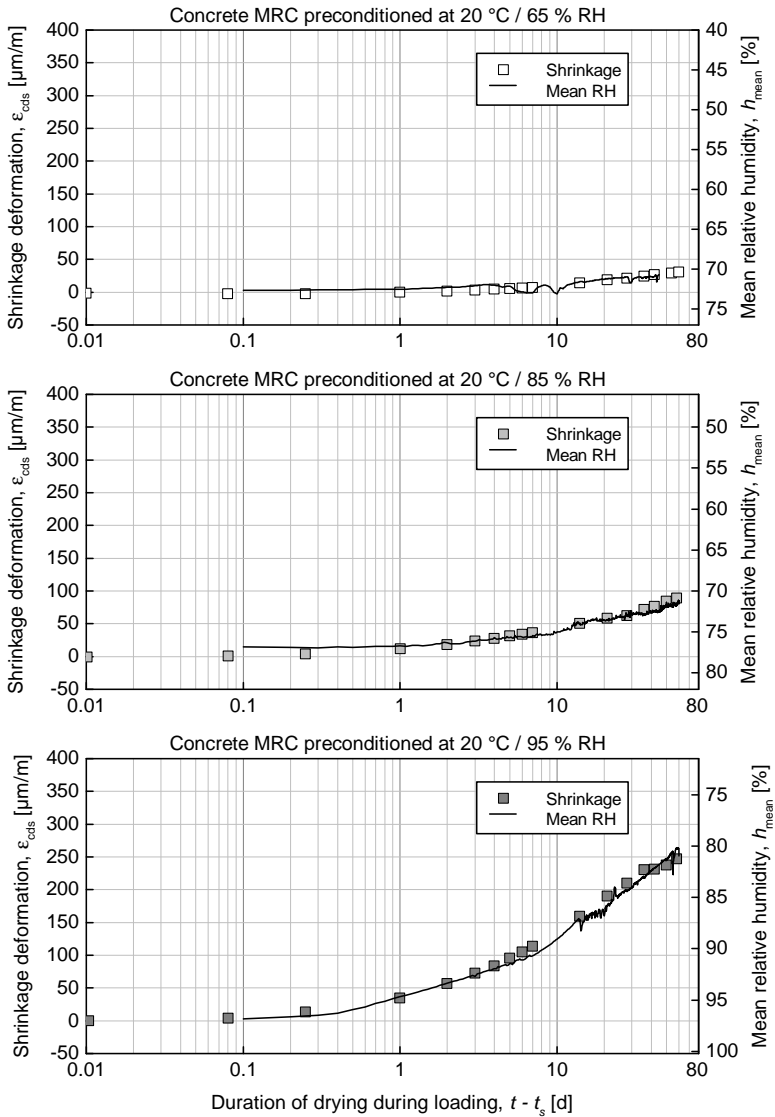 Concrete MRC preconditioned at 20 °C / 65 % RH
400
350
300
250
200
150
100
50
0
-50
Shrinkage deformation, εcds [µm/m]
Shrinkage
Mean RH
40
45
50
55
60
65
70
75
Mean relative humidity, hmean [%]
0.01 0.1 1 10 80
Concrete MRC preconditioned at 20 °C / 85 % RH
400
350
300
250
200
150
100
50
0
-50
Shrinkage deformation, εcds [µm/m]
Shrinkage
Mean RH
50
55
60
65
70
75
80
Mean relative humidity, hmean [%]
0.01 0.1 1 10 80
Concrete MRC preconditioned at 20 °C / 95 % RH
400
350
300
250
200
150
100
50
0
-50
Shrinkage deformation, εcds [µm/m]
Shrinkage
Mean RH
75
80
85
90
95
100
Mean relative humidity, hmean [%]
0.01 0.1 1 10 80
Duration of drying during loading, t - ts [d]